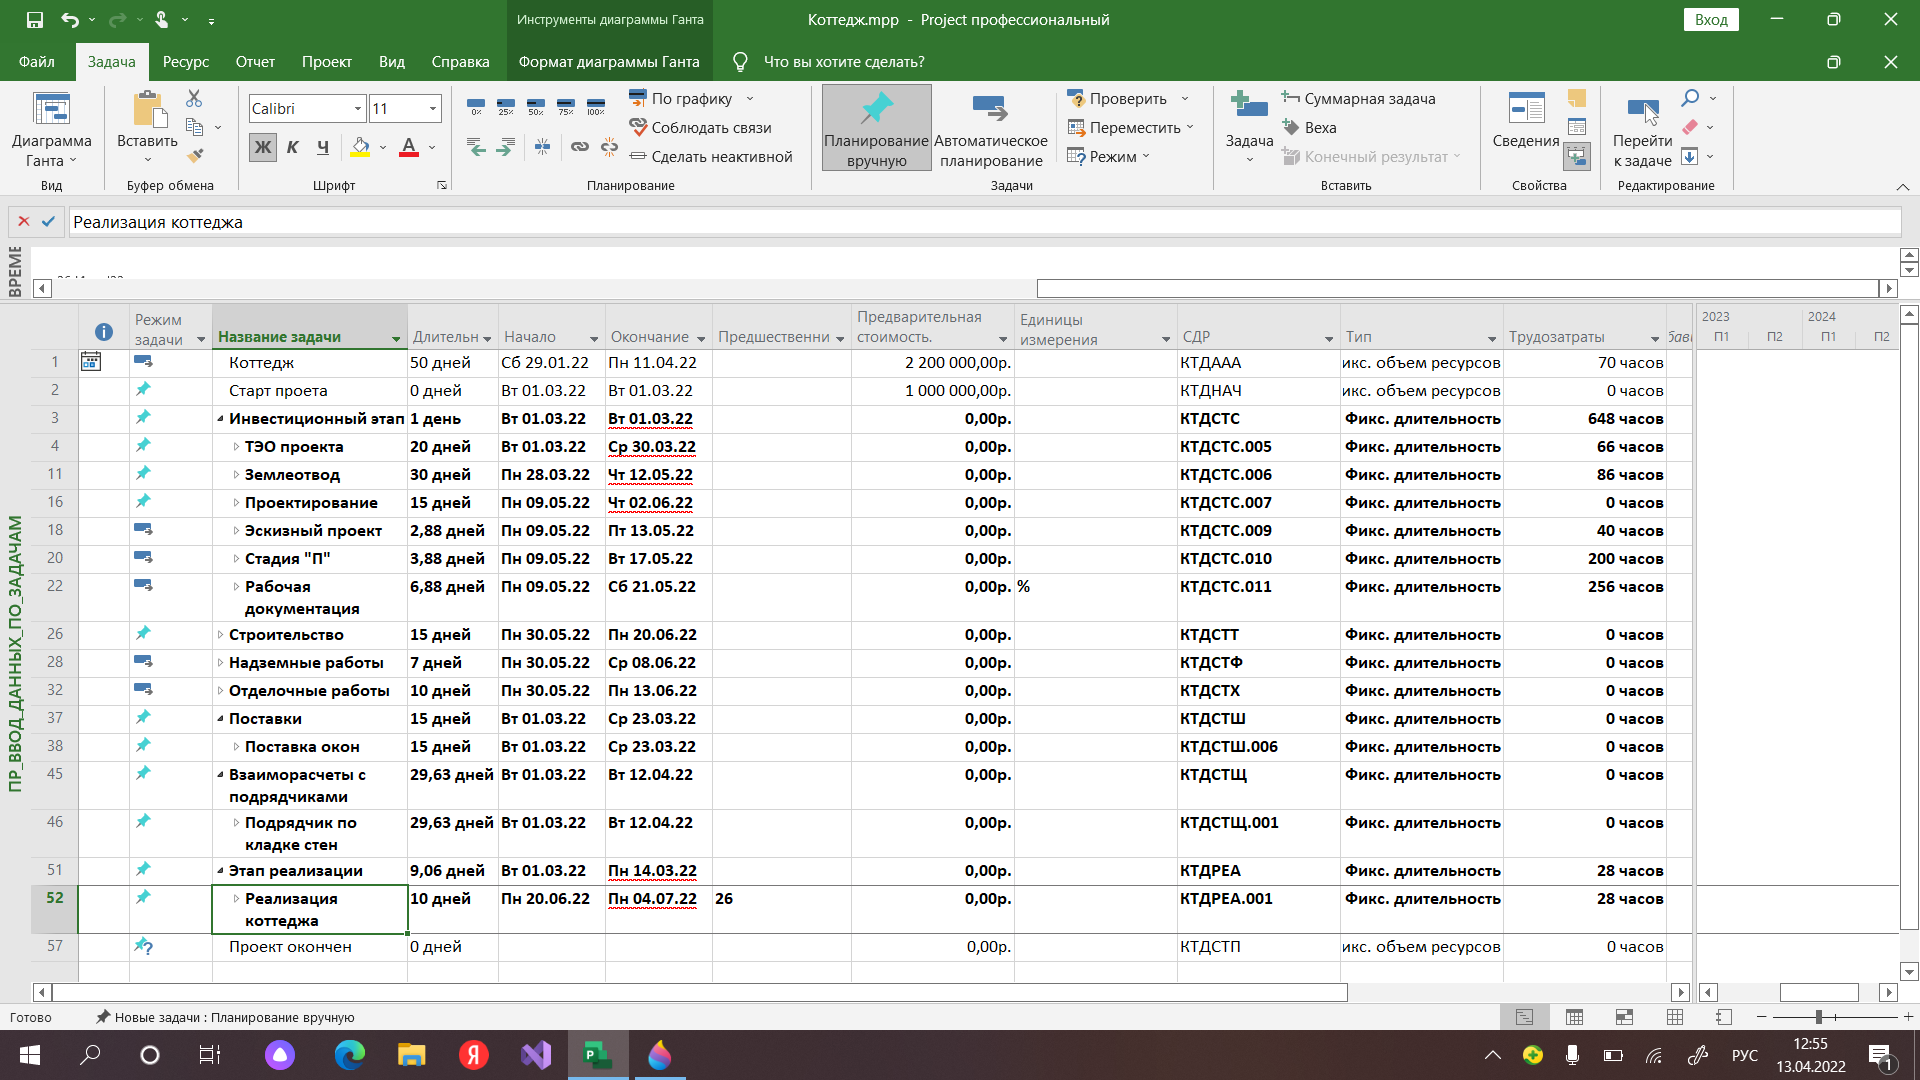 Инструменты диаграммы Ганта
Коттедж.mpp - Project профессиональный
Вход
Файл Задача Ресурс Отчет Проект Вид Справка Формат диаграммы Ганта Что вы хотите сделать?
Диаграмма Ганта
Вид
Вставить
Буфер обмена
Calibri 11
Ж К Ч А
Шрифт
0% 25% 50% 75% 100%
По графику
Соблюдать связи
Сделать неактивной
Планирование
Планирование вручную
Автоматическое планирование
Проверить
Переместить
Режим
Задачи
Задача
Суммарная задача
Веха
Конечный результат
Вставить
Сведения
Свойства
Перейти к задаче
Редактирование
Реализация коттеджа
ВРЕМЕ
ПР_ВВОД_ДАННЫХ_ПО_ЗАДАЧАМ
Режим задачи Название задачи Длительн Начало Окончание Предшественни Предварительная стоимость. Единицы измерения СДР Тип Трудозатраты
2023 2024
П1 П2 П1 П2
1 Коттедж 50 дней Сб 29.01.22 Пн 11.04.22 2 200 000,00р. КТДААА икс. объем ресурсов 70 часов
2 Старт проета 0 дней Вт 01.03.22 Вт 01.03.22 1 000 000,00р. КТДНАЧ икс. объем ресурсов 0 часов
3 Инвестиционный этап 1 день Вт 01.03.22 Вт 01.03.22 0,00р. КТДСТС Фикс. длительность 648 часов
4 ТЭО проекта 20 дней Вт 01.03.22 Ср 30.03.22 0,00р. КТДСТС.005 Фикс. длительность 66 часов
11 Землеотвод 30 дней Пн 28.03.22 Чт 12.05.22 0,00р. КТДСТС.006 Фикс. длительность 86 часов
16 Проектирование 15 дней Пн 09.05.22 Чт 02.06.22 0,00р. КТДСТС.007 Фикс. длительность 0 часов
18 Эскизный проект 2,88 дней Пн 09.05.22 Пт 13.05.22 0,00р. КТДСТС.009 Фикс. длительность 40 часов
20 Стадия "П" 3,88 дней Пн 09.05.22 Вт 17.05.22 0,00р. КТДСТС.010 Фикс. длительность 200 часов
22 Рабочая документация 6,88 дней Пн 09.05.22 Сб 21.05.22 0,00р. % КТДСТС.011 Фикс. длительность 256 часов
26 Строительство 15 дней Пн 30.05.22 Пн 20.06.22 0,00р. КТДСТТ Фикс. длительность 0 часов
28 Надземные работы 7 дней Пн 30.05.22 Ср 08.06.22 0,00р. КТДСТФ Фикс. длительность 0 часов
32 Отделочные работы 10 дней Пн 30.05.22 Пн 13.06.22 0,00р. КТДСТХ Фикс. длительность 0 часов
37 Поставки 15 дней Вт 01.03.22 Ср 23.03.22 0,00р. КТДСТШ Фикс. длительность 0 часов
38 Поставка окон 15 дней Вт 01.03.22 Ср 23.03.22 0,00р. КТДСТШ.006 Фикс. длительность 0 часов
45 Взаиморасчеты с подрядчиками 29,63 дней Вт 01.03.22 Вт 12.04.22 0,00р. КТДСТЩ Фикс. длительность 0 часов
46 Подрядчик по кладке стен 29,63 дней Вт 01.03.22 Вт 12.04.22 0,00р. КТДСТЩ.001 Фикс. длительность 0 часов
51 Этап реализации 9,06 дней Вт 01.03.22 Пн 14.03.22 0,00р. КТДРЕА Фикс. длительность 28 часов
52 Реализация коттеджа 10 дней Пн 20.06.22 Пн 04.07.22 26 0,00р. КТДРЕА.001 Фикс. длительность 28 часов
57 Проект окончен 0 дней 0,00р. КТДСТП икс. объем ресурсов 0 часов
Готово Новые задачи : Планирование вручную
РУС 12:55
13.04.2022
1